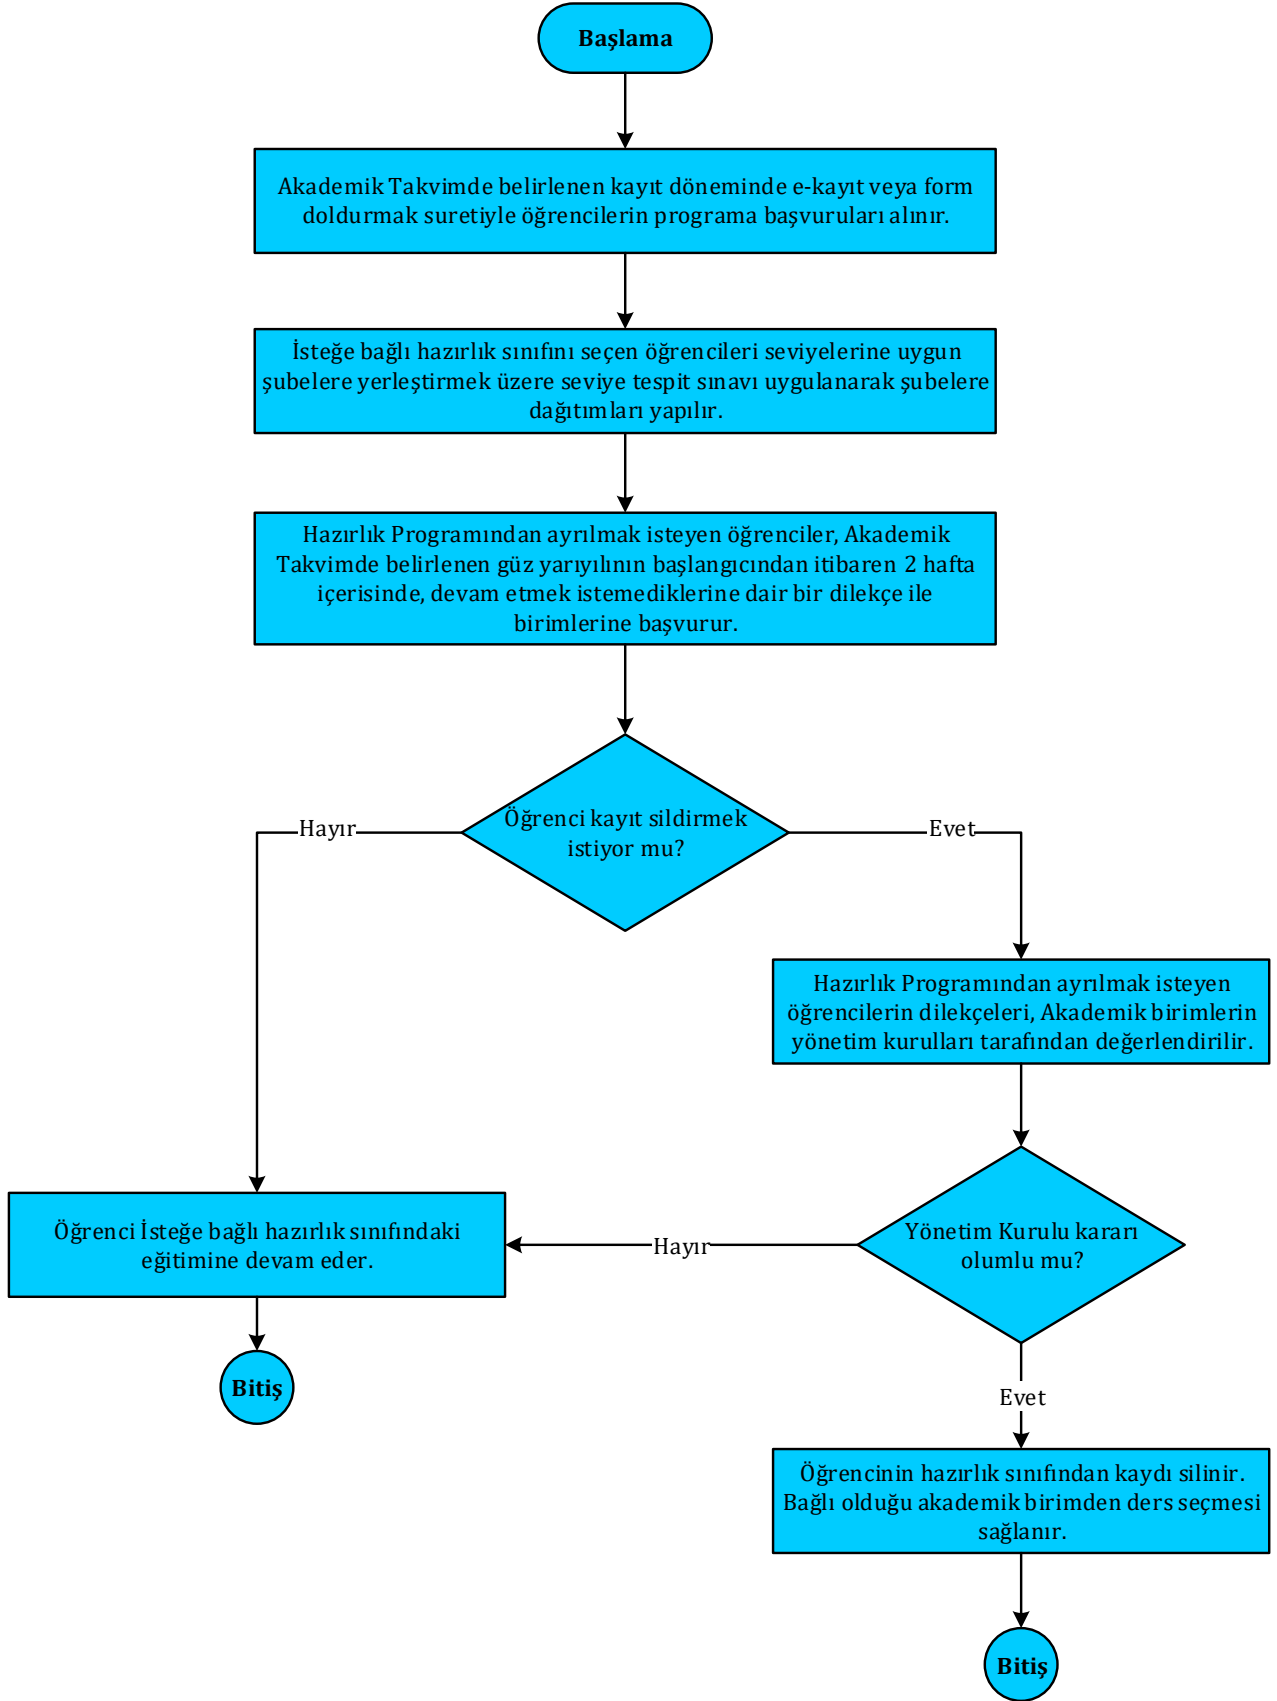 Başlama
Akademik Takvimde belirlenen kayıt döneminde e-kayıt veya form
doldurmak suretiyle öğrencilerin programa başvuruları alınır.
İsteğe bağlı hazırlık sınıfını seçen öğrencileri seviyelerine uygun
şubelere yerleştirmek üzere seviye tespit sınavı uygulanarak şubelere
dağıtımları yapılır.
Hazırlık Programından ayrılmak isteyen öğrenciler, Akademik
Takvimde belirlenen güz yarıyılının başlangıcından itibaren 2 hafta
içerisinde, devam etmek istemediklerine dair bir dilekçe ile
birimlerine başvurur.
Öğrenci kayıt sildirmek
istiyor mu?
Hayır
Evet
Hazırlık Programından ayrılmak isteyen
öğrencilerin dilekçeleri, Akademik birimlerin
yönetim kurulları tarafından değerlendirilir.
Yönetim Kurulu kararı
olumlu mu?
Hayır
Öğrenci İsteğe bağlı hazırlık sınıfındaki
eğitimine devam eder.
Bitiş
Evet
Öğrencinin hazırlık sınıfından kaydı silinir.
Bağlı olduğu akademik birimden ders seçmesi
sağlanır.
Bitiş